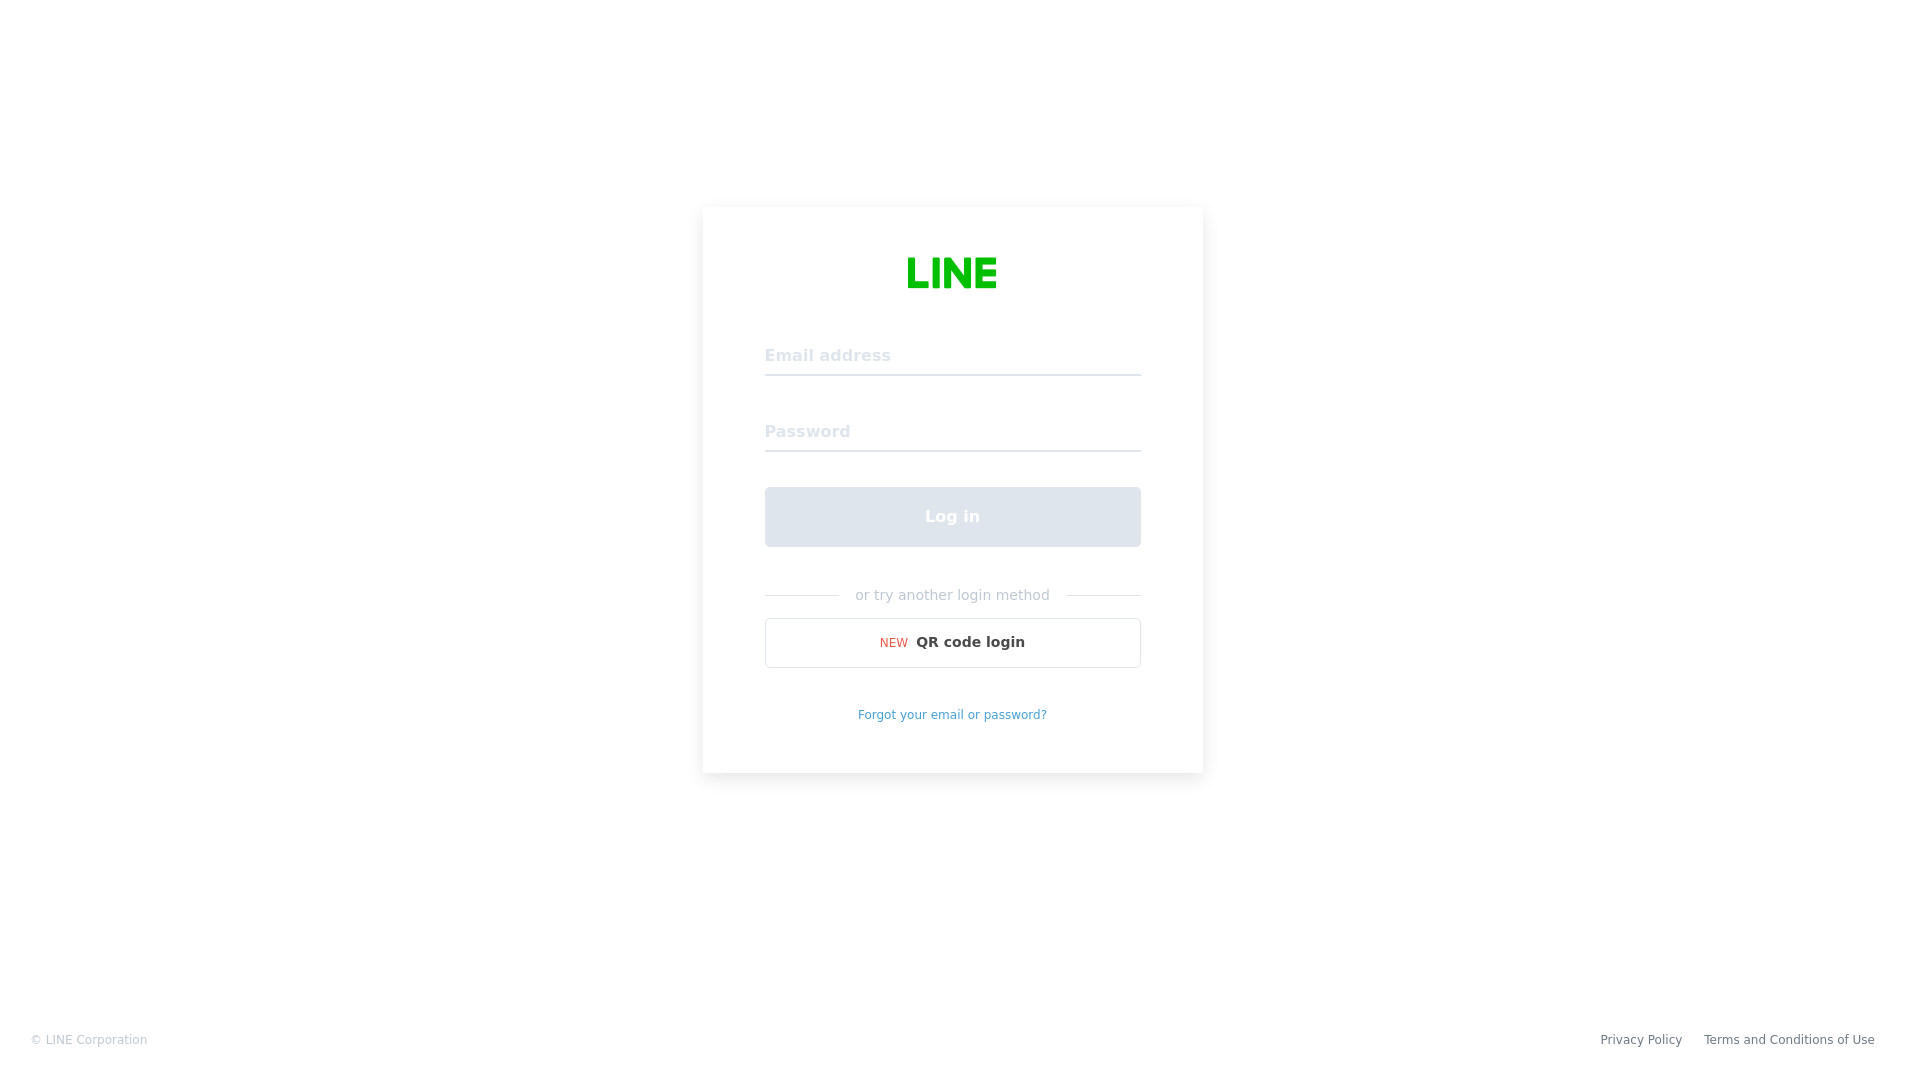 LINE
Email address
Password
Log in
or try another login method
NEW QR code login
Forgot your email or password?
© LINE Corporation
Privacy Policy Terms and Conditions of Use